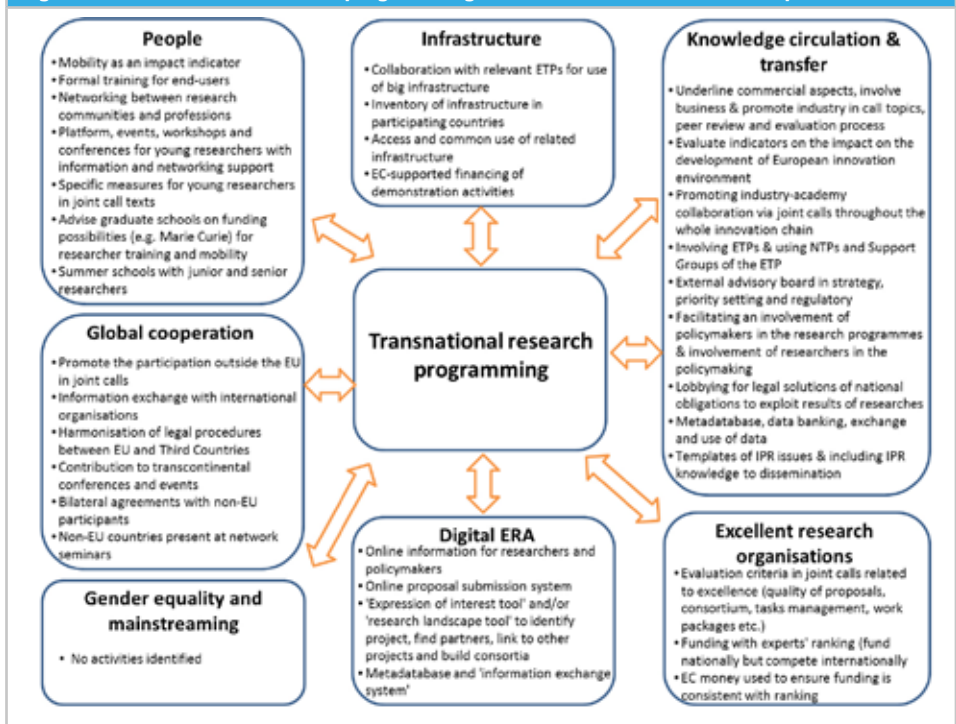 People
•Mobility as an impact indicator
•Formal training for end-users
•Networking between research
communities and professions
•Platform, events, workshops and
conferences for young researchers with
information and networking support
•Specific measures for young researchers
in joint call texts
•Advise graduate schools on funding
possibilities (e.g. Marie Curie) for
researcher training and mobility
•Summer schools with junior and senior
researchers
Infrastructure
•Collaboration with relevant ETPs for use
of big infrastructure
•Inventory of infrastructure in
participating countries
•Access and common use of related
infrastructure
•EC-supported financing of
demonstration activities
Knowledge circulation &
transfer
•Underline commercial aspects, involve
business & promote industry in call topics,
peer review and evaluation process
•Evaluate indicators on the impact on the
development of European innovation
environment
•Promoting industry-academy
collaboration via joint calls throughout the
whole innovation chain
•Involving ETPs & using NTPs and Support
Groups of the ETP
•External advisory board in strategy,
priority setting and regulatory
•Facilitating an involvement of
policymakers in the research programmes
& involvement of researchers in the
policymaking
•Lobbying for legal solutions of national
obligations to exploit results of researches
•Metadatabase, data banking, exchange
and use of data
•Templates of IPR issues & including IPR
knowledge to dissemination
Transnational research
programming
Global cooperation
•Promote the participation outside the EU
in joint calls
•Information exchange with international
organisations
•Harmonisation of legal procedures
between EU and Third Countries
•Contribution to transcontinental
conferences and events
•Bilateral agreements with non-EU
participants
•Non-EU countries present at network
seminars
Gender equality and
mainstreaming
• No activities identified
Digital ERA
•Online information for researchers and
policymakers
•Online proposal submission system
•'Expression of interest tool' and/or
'research landscape tool' to identify
project, find partners, link to other
projects and build consortia
•Metadatabase and 'information exchange
system'
Excellent research
organisations
•Evaluation criteria in joint calls related
to excellence (quality of proposals,
consortium, tasks management, work
packages etc.)
•Funding with experts' ranking (fund
nationally but compete internationally
•EC money used to ensure funding is
consistent with ranking